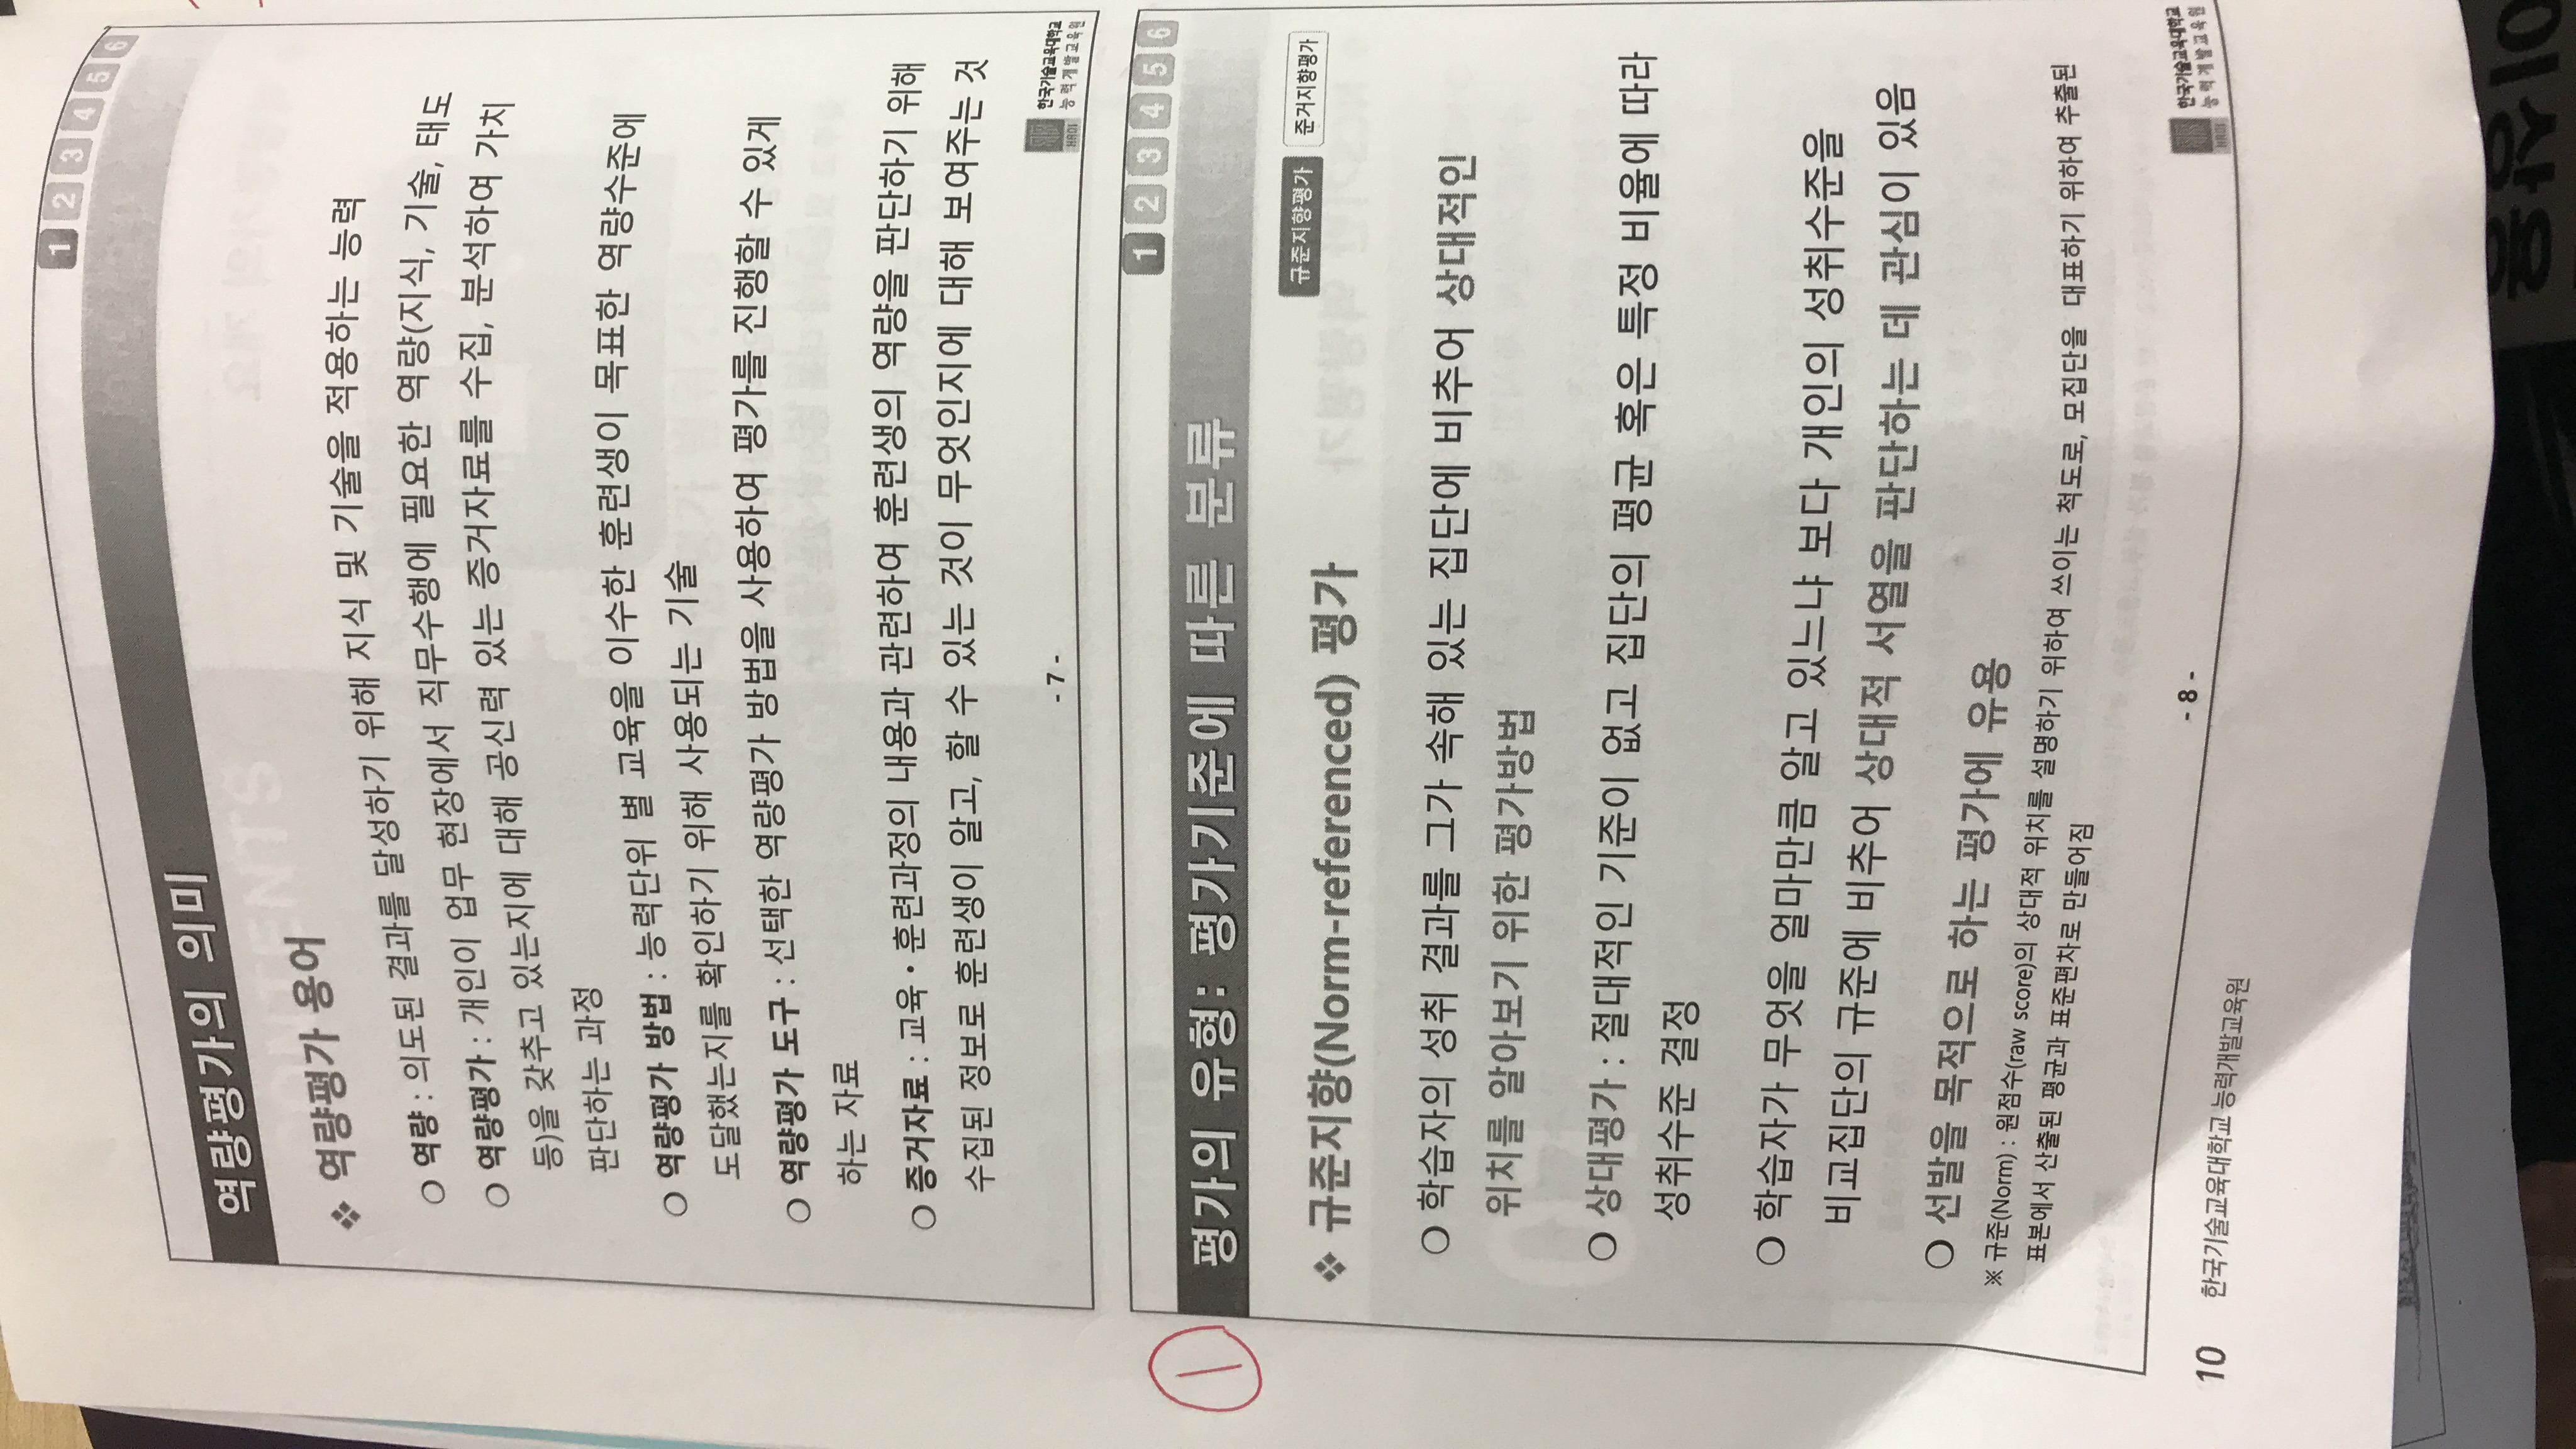 1 2 3 4 5 6
역량평가의 의미
❖ 역량평가 용어
❍ 역량 : 의도된 결과를 달성하기 위해 지식 및 기술을 적용하는 능력
❍ 역량평가 : 개인이 업무 현장에서 직무수행에 필요한 역량(지식, 기술, 태도
등)을 갖추고 있는지에 대해 공신력 있는 증거자료를 수집, 분석하여 가치
판단하는 과정
❍ 역량평가 방법 : 능력단위 별 교육을 이수한 훈련생이 목표한 역량수준에
도달했는지를 확인하기 위해 사용되는 기술
❍ 역량평가 도구 : 선택한 역량평가 방법을 사용하여 평가를 진행할 수 있게
하는 자료
❍ 증거자료 : 교육·훈련과정의 내용과 관련하여 훈련생의 역량을 판단하기 위해
수집된 정보로 훈련생이 알고, 할 수 있는 것이 무엇인지에 대해 보여주는 것
- 7 -
HRDI 한국기술교육대학교
능력개발교육원
1 2 3 4 5 6
1
평가의 유형: 평가기준에 따른 분류
규준지향평가 준거지향평가
❖ 규준지향(Norm-referenced) 평가
❍ 학습자의 성취 결과를 그가 속해 있는 집단에 비추어 상대적인
위치를 알아보기 위한 평가방법
❍ 상대평가 : 절대적인 기준이 없고 집단의 평균 혹은 특정 비율에 따라
성취수준 결정
❍ 학습자가 무엇을 얼마만큼 알고 있느냐 보다 개인의 성취수준을
비교집단의 규준에 비추어 상대적 서열을 판단하는 데 관심이 있음
❍ 선발을 목적으로 하는 평가에 유용
※ 규준(Norm) : 원점수(raw score)의 상대적 위치를 설명하기 위하여 쓰이는 척도로, 모집단을 대표하기 위하여 추출된
표본에서 산출된 평균과 표준편차로 만들어짐
- 8 -
HRDI 한국기술교육대학교
능력개발교육원
10 한국기술교육대학교 능력개발교육원